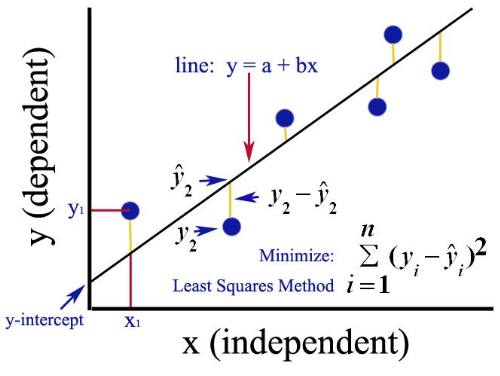 y (dependent)
line: y = a + bx
ŷ₂
y₂ – ŷ₂
y₁
y₂
Minimize:
n
Σ (yᵢ – ŷᵢ)²
i = 1
Least Squares Method
y-intercept
x₁
x (independent)